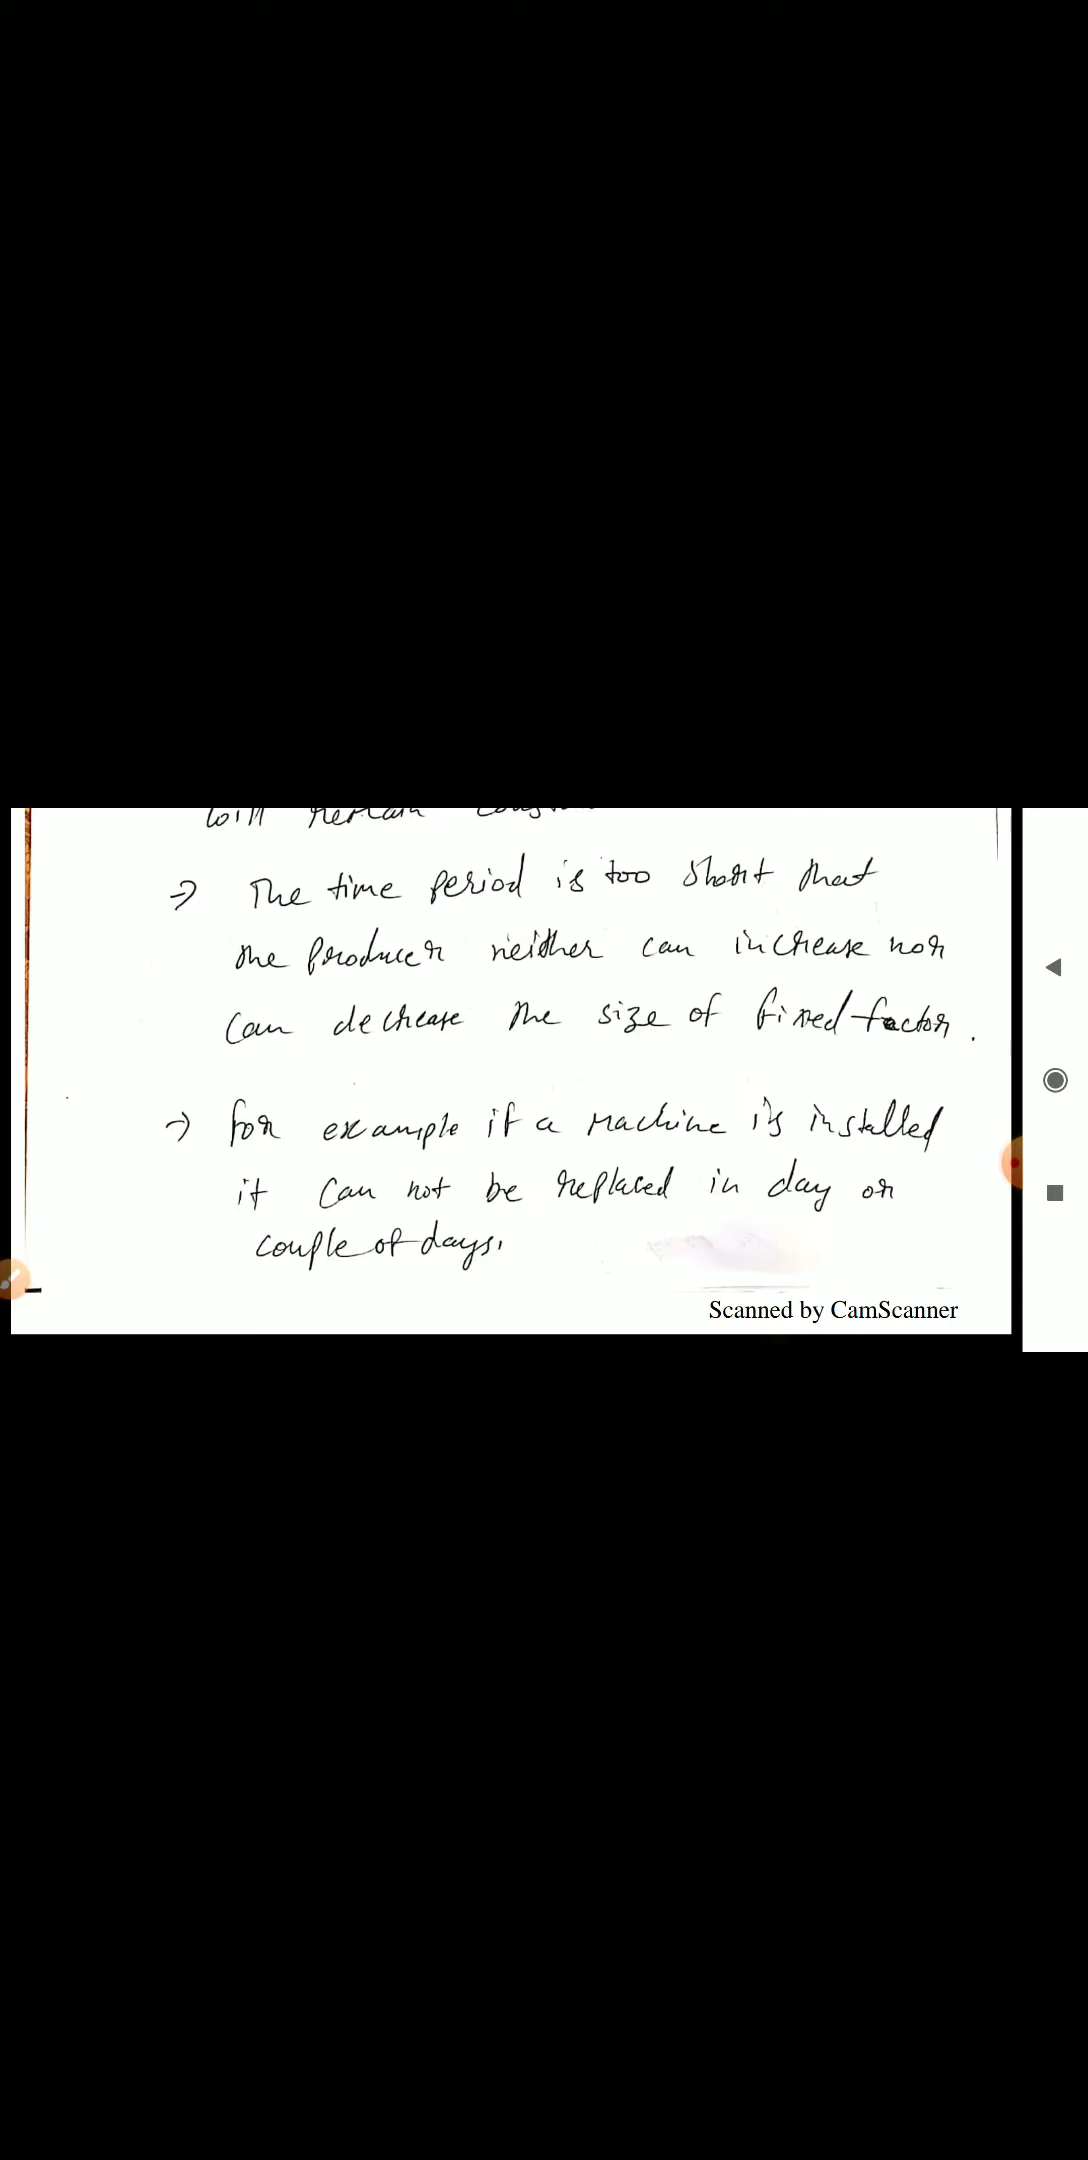 will remain
⇒ The time period is too short that
the producer neither can increase nor
can decrease the size of fixed factor.
→ for example if a machine is installed
it can not be replaced in day or
couple of days.
Scanned by CamScanner